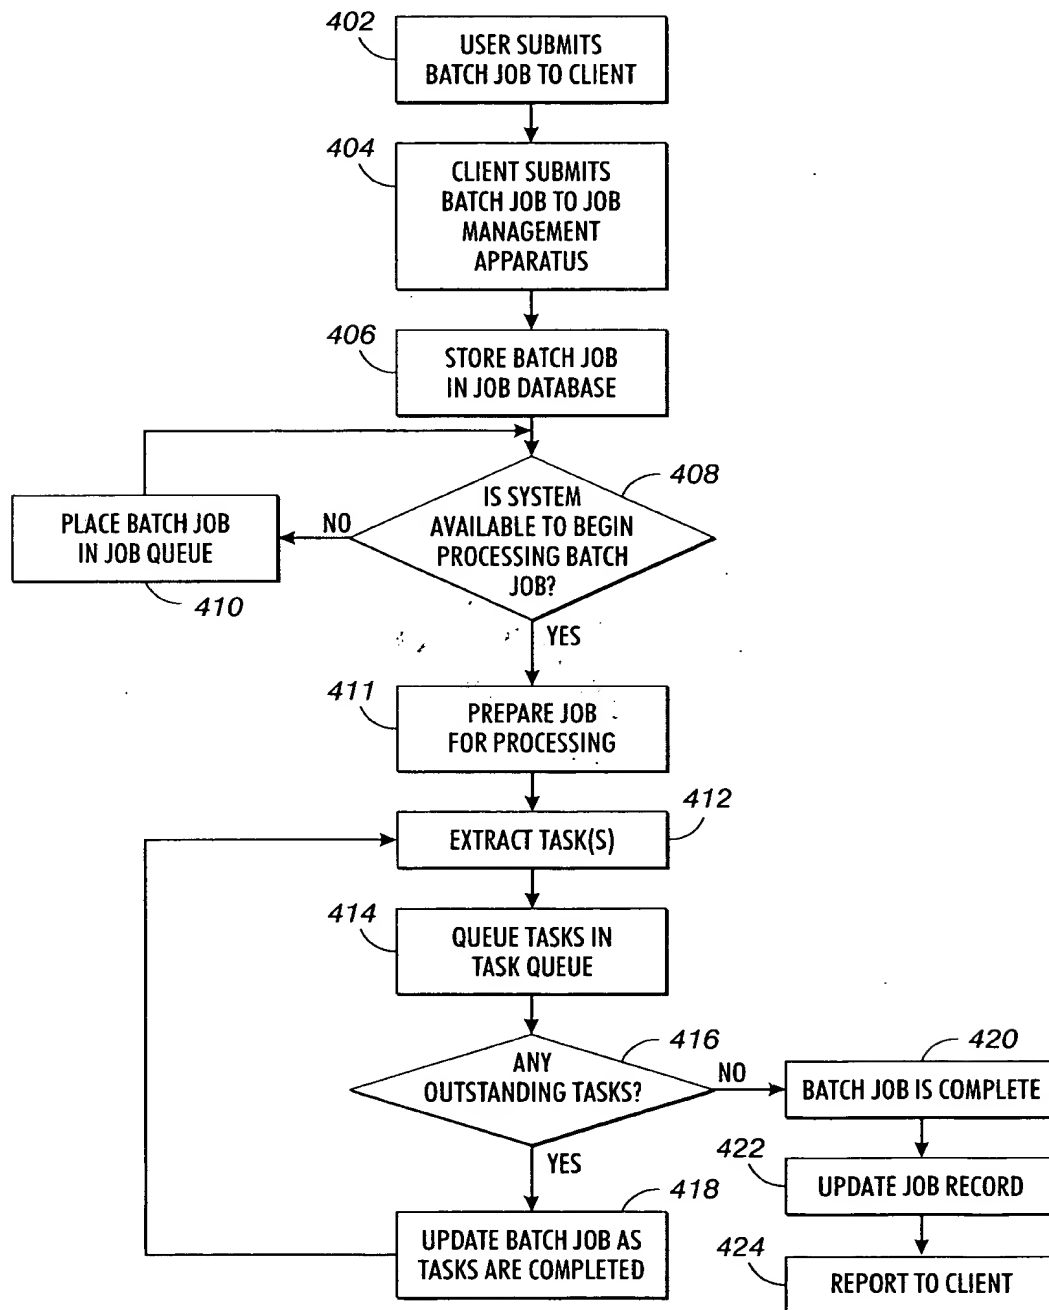 402
USER SUBMITS
BATCH JOB TO CLIENT
404
CLIENT SUBMITS
BATCH JOB TO JOB
MANAGEMENT
APPARATUS
406
STORE BATCH JOB
IN JOB DATABASE
408
IS SYSTEM
AVAILABLE TO BEGIN
PROCESSING BATCH
JOB?
NO
PLACE BATCH JOB
IN JOB QUEUE
410
YES
411
PREPARE JOB
FOR PROCESSING
412
EXTRACT TASK(S)
414
QUEUE TASKS IN
TASK QUEUE
416
ANY
OUTSTANDING TASKS?
NO
420
BATCH JOB IS COMPLETE
YES
418
UPDATE BATCH JOB AS
TASKS ARE COMPLETED
422
UPDATE JOB RECORD
424
REPORT TO CLIENT